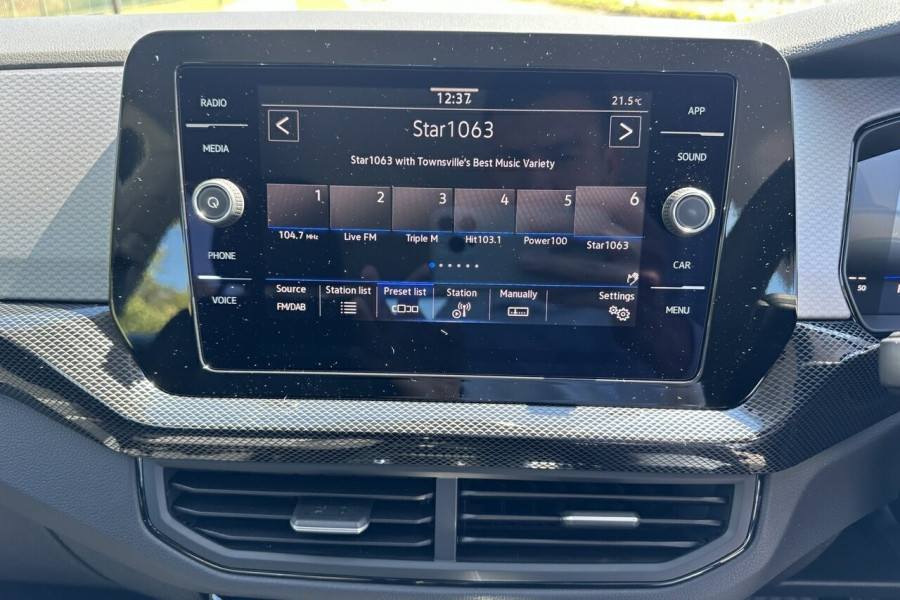 RADIO
12:37
21.5°C
APP
<
Star1063
>
MEDIA
SOUND
Star1063 with Townsville's Best Music Variety
1 2 3 4 5 6
104.7 MHz Live FM Triple M Hit103.1 Power100 Star1063
PHONE
CAR
VOICE
Source Station list Preset list Station Manually Settings
FM/DAB
MENU
50